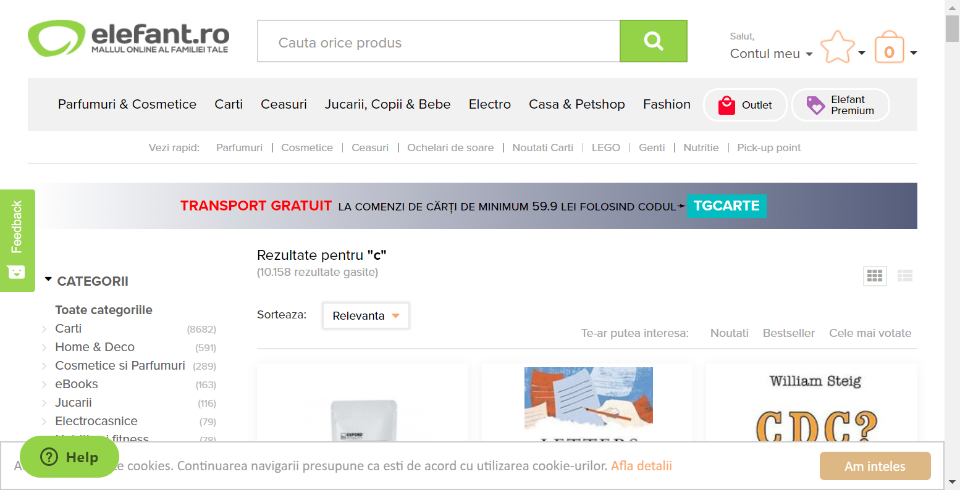 elefant.ro
MALLUL ONLINE AL FAMILIEI TALE
Cauta orice produs
Salut,
Contul meu
0
Parfumuri & Cosmetice Carti Ceasuri Jucarii, Copii & Bebe Electro Casa & Petshop Fashion Outlet Elefant Premium
Vezi rapid: Parfumuri | Cosmetice | Ceasuri | Ochelari de soare | Noutati Carti | LEGO | Genti | Nutritie | Pick-up point
TRANSPORT GRATUIT LA COMENZI DE CĂRȚI DE MINIMUM 59.9 LEI FOLOSIND CODUL TGCARTE
Feedback
Rezultate pentru "c"
(10.158 rezultate gasite)
CATEGORII
Sorteaza: Relevanta
Te-ar putea interesa: Noutati Bestseller Cele mai votate
Toate categoriile
Carti (8682)
Home & Deco (591)
Cosmetice si Parfumuri (289)
eBooks (163)
Jucarii (116)
Electrocasnice (79)
fitness (78)
William Steig
CDC?
LETTERS
Help
cookies. Continuarea navigarii presupune ca esti de acord cu utilizarea cookie-urilor. Afla detalii
Am inteles